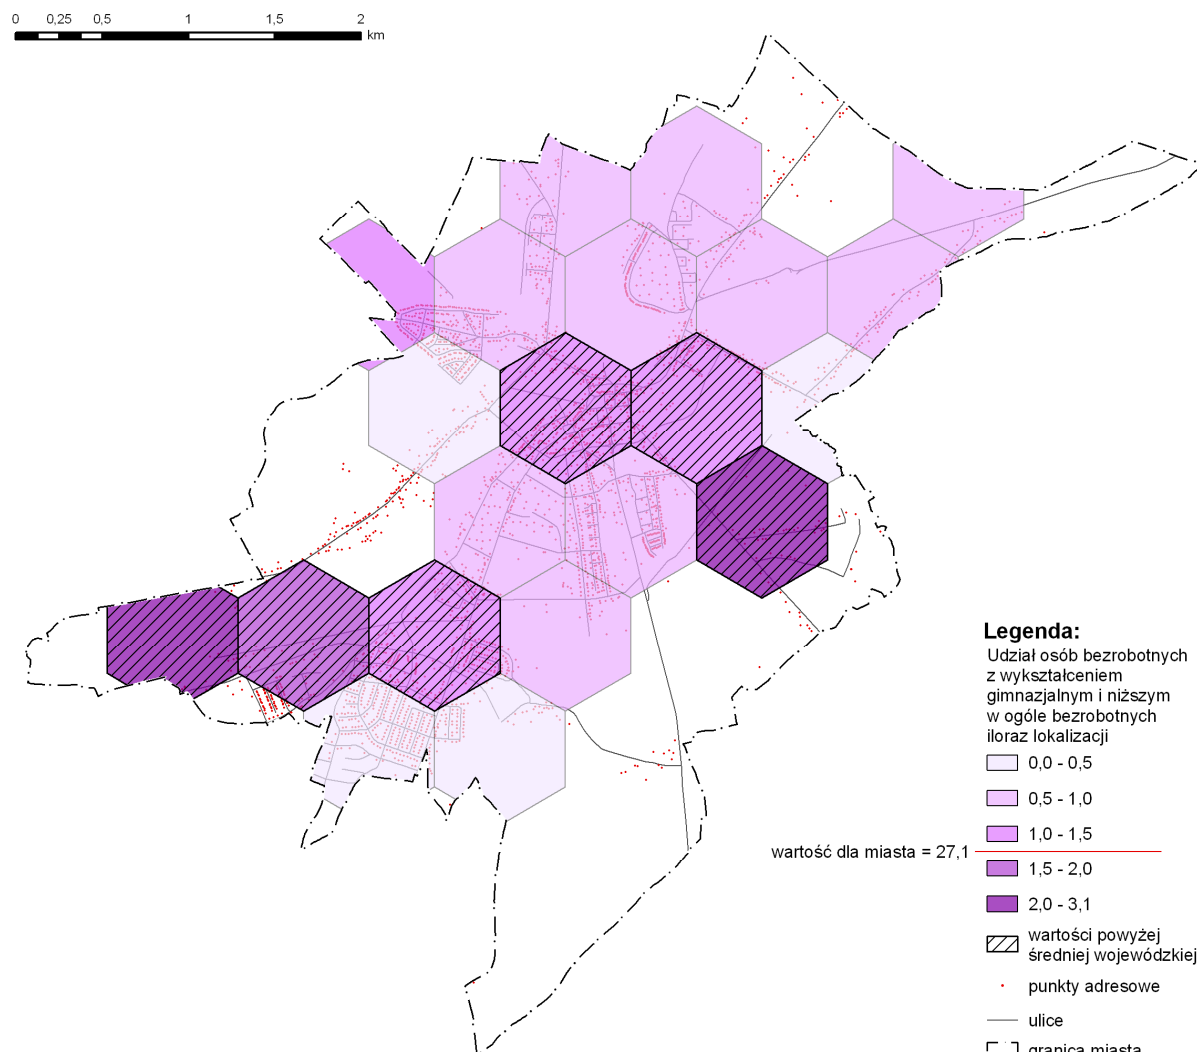 0 0,25 0,5 1 1,5 2
km
Legenda:
Udział osób bezrobotnych
z wykształceniem
gimnazjalnym i niższym
w ogóle bezrobotnych
iloraz lokalizacji
0,0 - 0,5
0,5 - 1,0
1,0 - 1,5
wartość dla miasta = 27,1
1,5 - 2,0
2,0 - 3,1
wartości powyżej
średniej wojewódzkiej
punkty adresowe
ulice
granica miasta